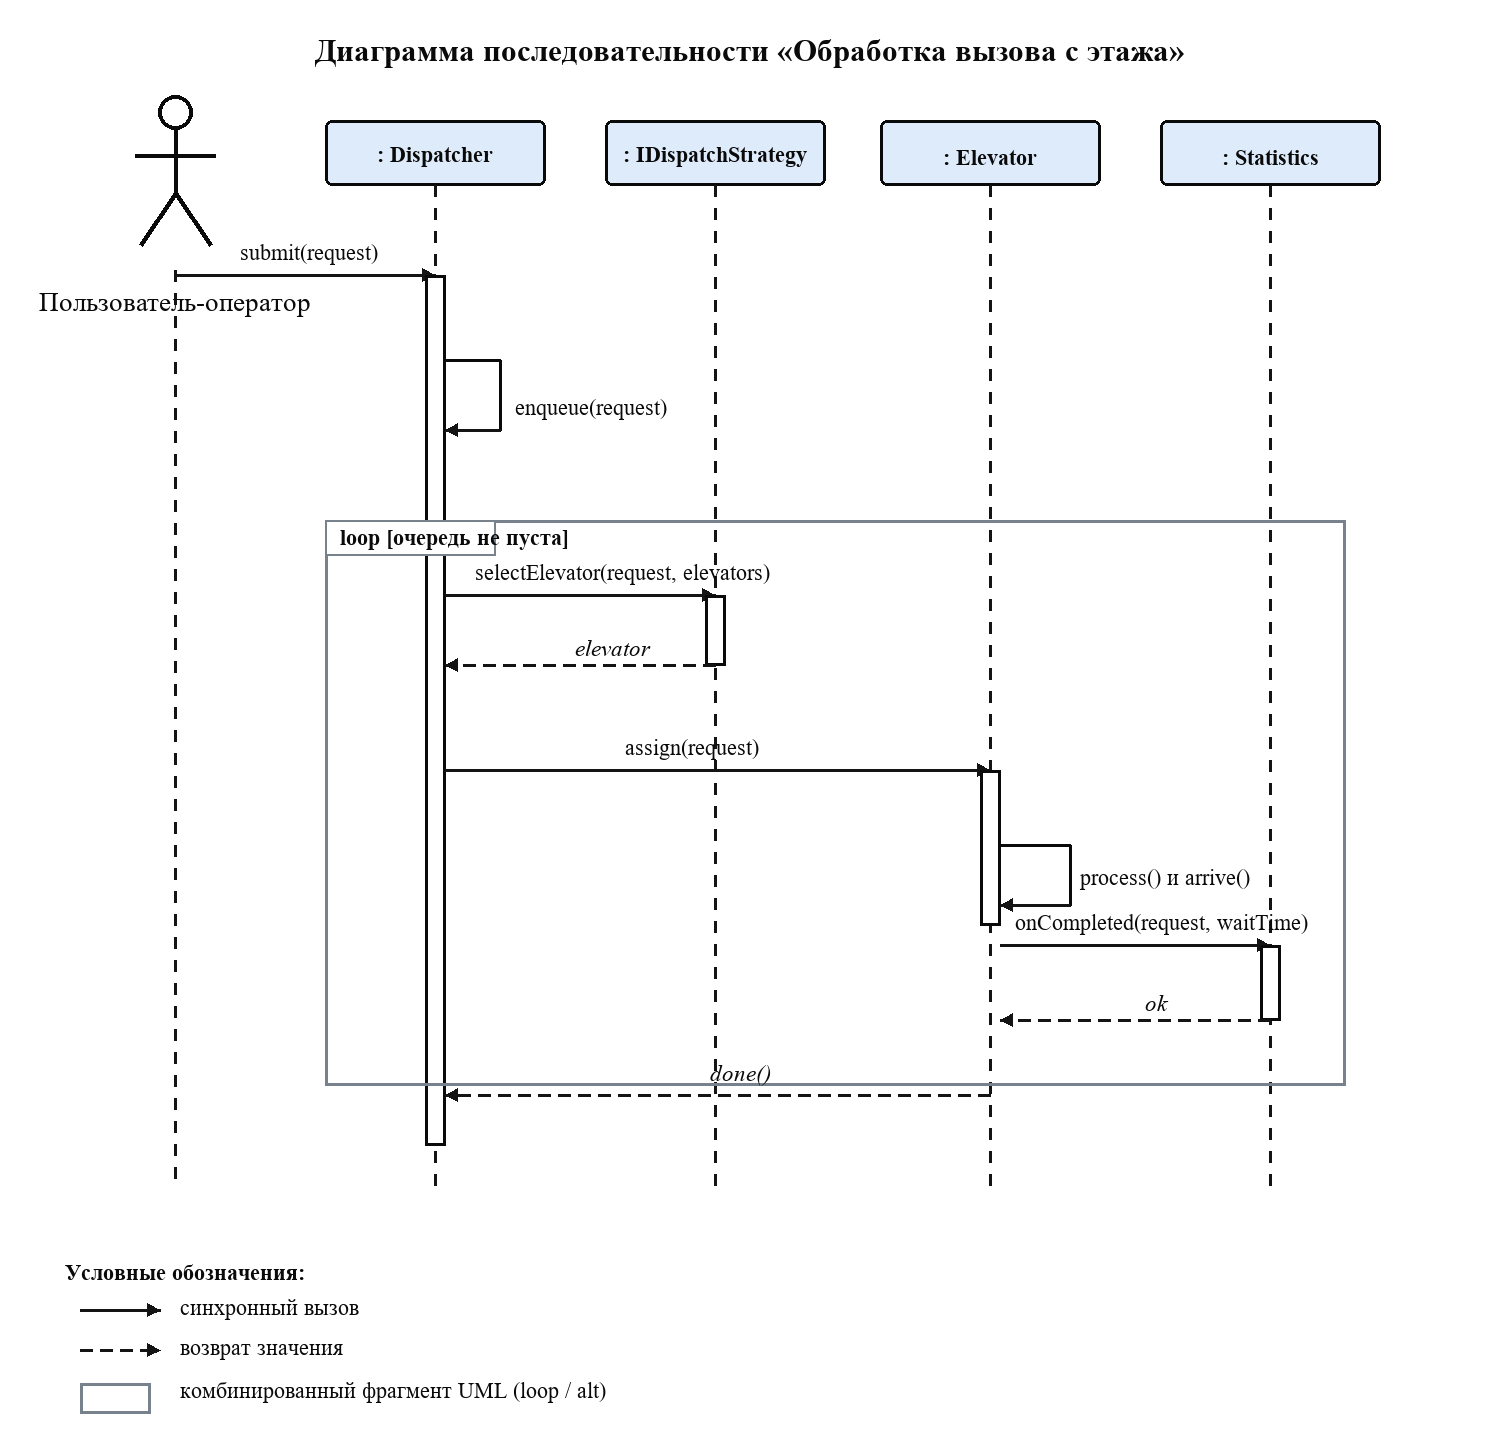 Диаграмма последовательности «Обработка вызова с этажа»
: Dispatcher
: IDispatchStrategy
: Elevator
: Statistics
submit(request)
Пользователь-оператор
enqueue(request)
loop [очередь не пуста]
selectElevator(request, elevators)
elevator
assign(request)
process() и arrive()
onCompleted(request, waitTime)
ok
done()
Условные обозначения:
синхронный вызов
возврат значения
комбинированный фрагмент UML (loop / alt)